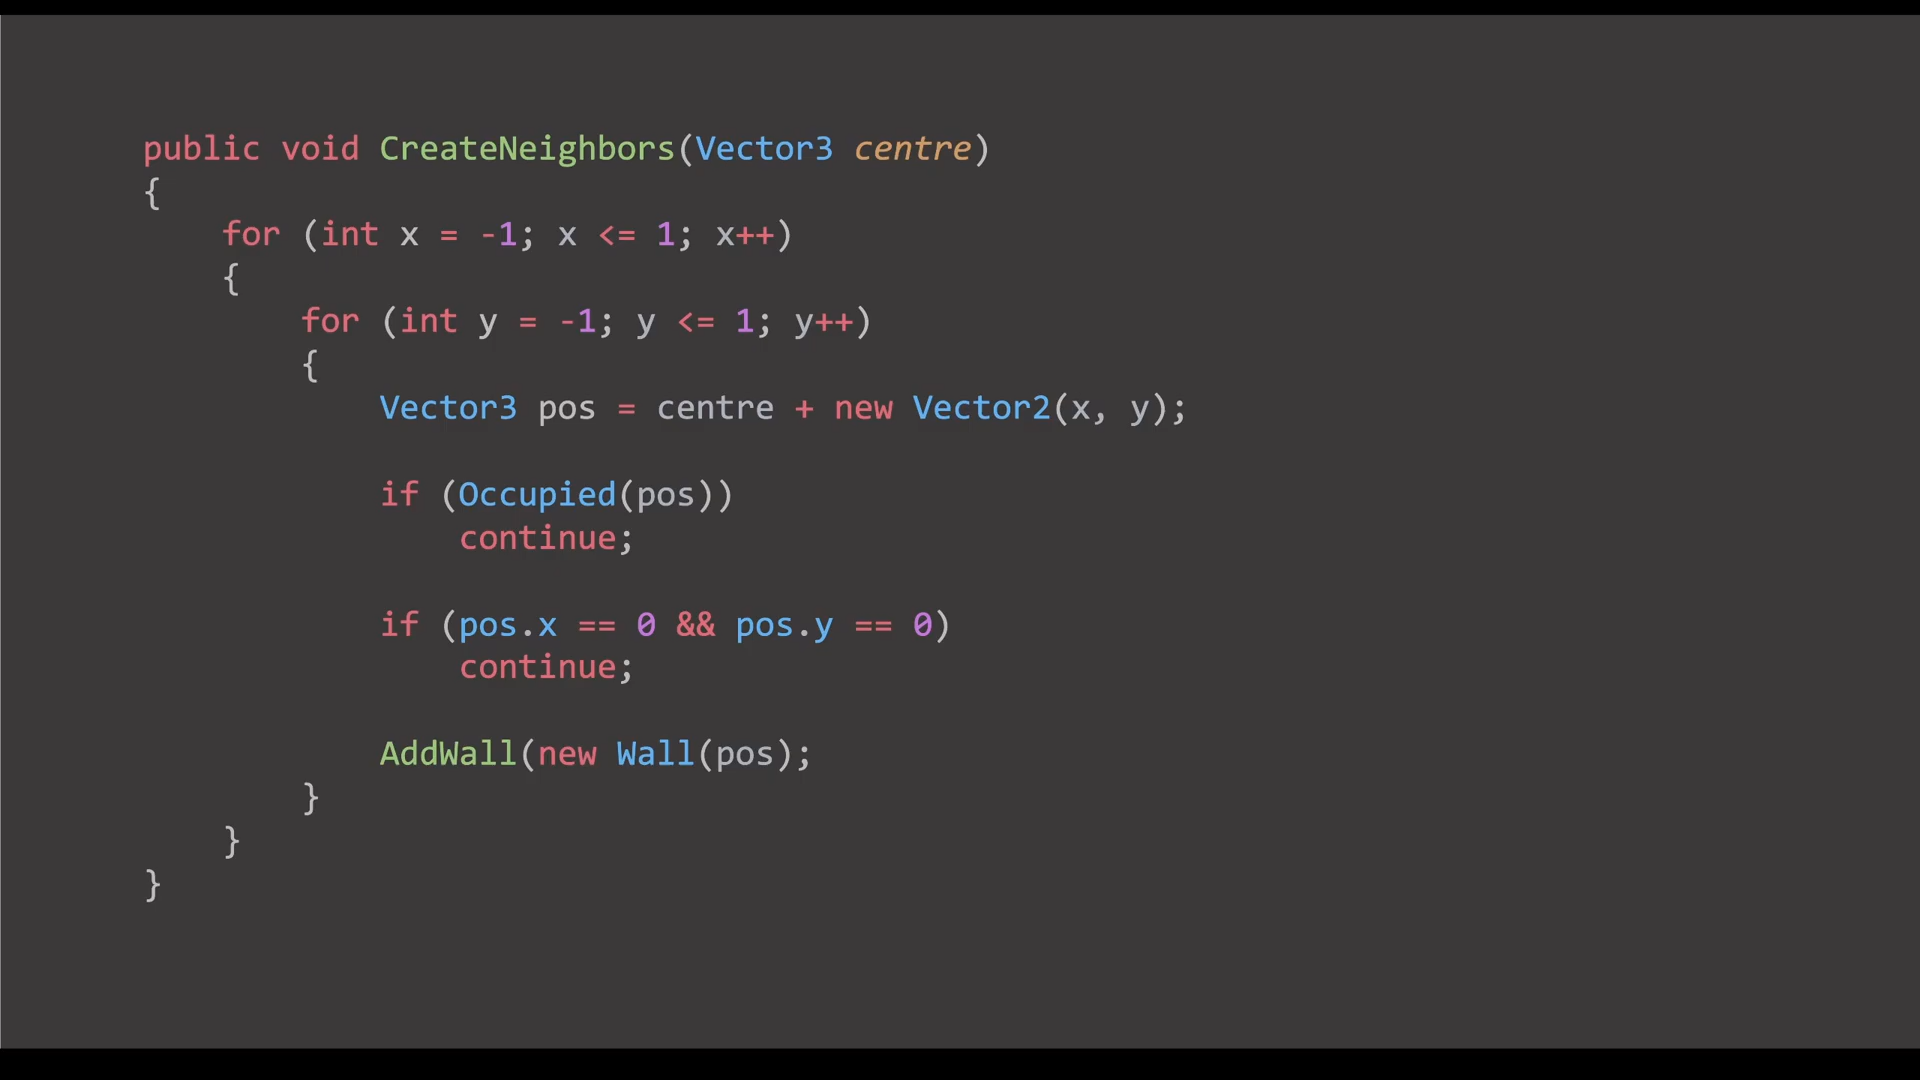 public void CreateNeighbors(Vector3 centre)
{
    for (int x = -1; x <= 1; x++)
    {
        for (int y = -1; y <= 1; y++)
        {
            Vector3 pos = centre + new Vector2(x, y);

            if (Occupied(pos))
                continue;

            if (pos.x == 0 && pos.y == 0)
                continue;

            AddWall(new Wall(pos);
        }
    }
}